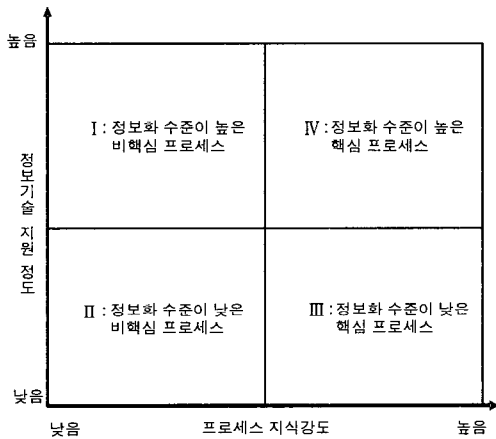 높음
Ⅰ : 정보화 수준이 높은
비핵심 프로세스
Ⅳ : 정보화 수준이 높은
핵심 프로세스
정보기술 지원 정도
Ⅱ : 정보화 수준이 낮은
비핵심 프로세스
Ⅲ : 정보화 수준이 낮은
핵심 프로세스
낮음
낮음 프로세스 지식강도 높음